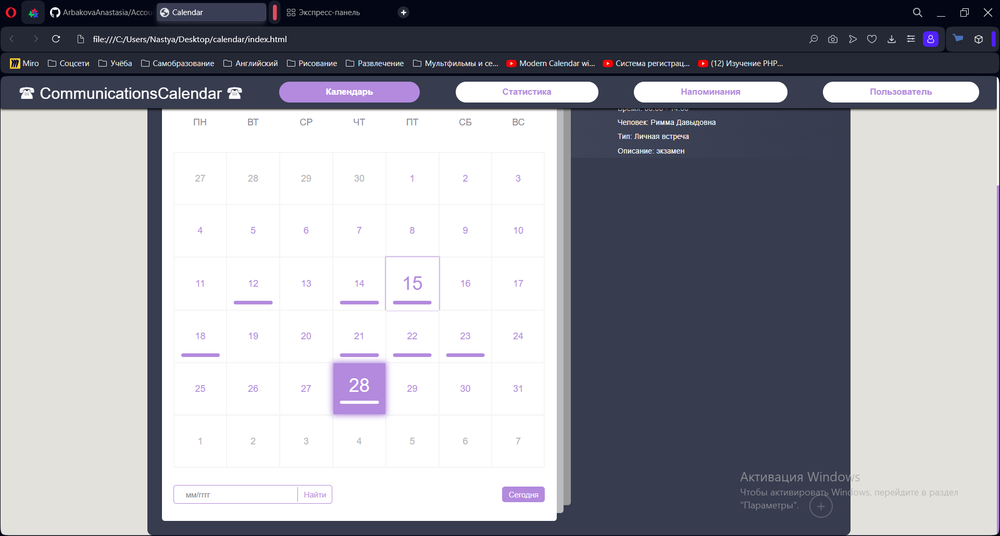 ArbakovaAnastasia/Accou
Calendar
Экспресс-панель
file:///C:/Users/Nastya/Desktop/calendar/index.html
Miro
Соцсети
Учёба
Самобразование
Английский
Рисование
Развлечение
Мультфильмы и се...
Modern Calendar wi...
Система регистрац...
(12) Изучение PHP...
CommunicationsCalendar
Календарь
Статистика
Напоминания
Пользователь
ПН ВТ СР ЧТ ПТ СБ ВС
27 28 29 30 1 2 3
4 5 6 7 8 9 10
11 12 13 14 15 16 17
18 19 20 21 22 23 24
25 26 27 28 29 30 31
1 2 3 4 5 6 7
мм/гггг
Найти
Сегодня
Время: 08:00 - 14:00
Человек: Римма Давыдовна
Тип: Личная встреча
Описание: экзамен
Активация Windows
Чтобы активировать Windows, перейдите в раздел
"Параметры".